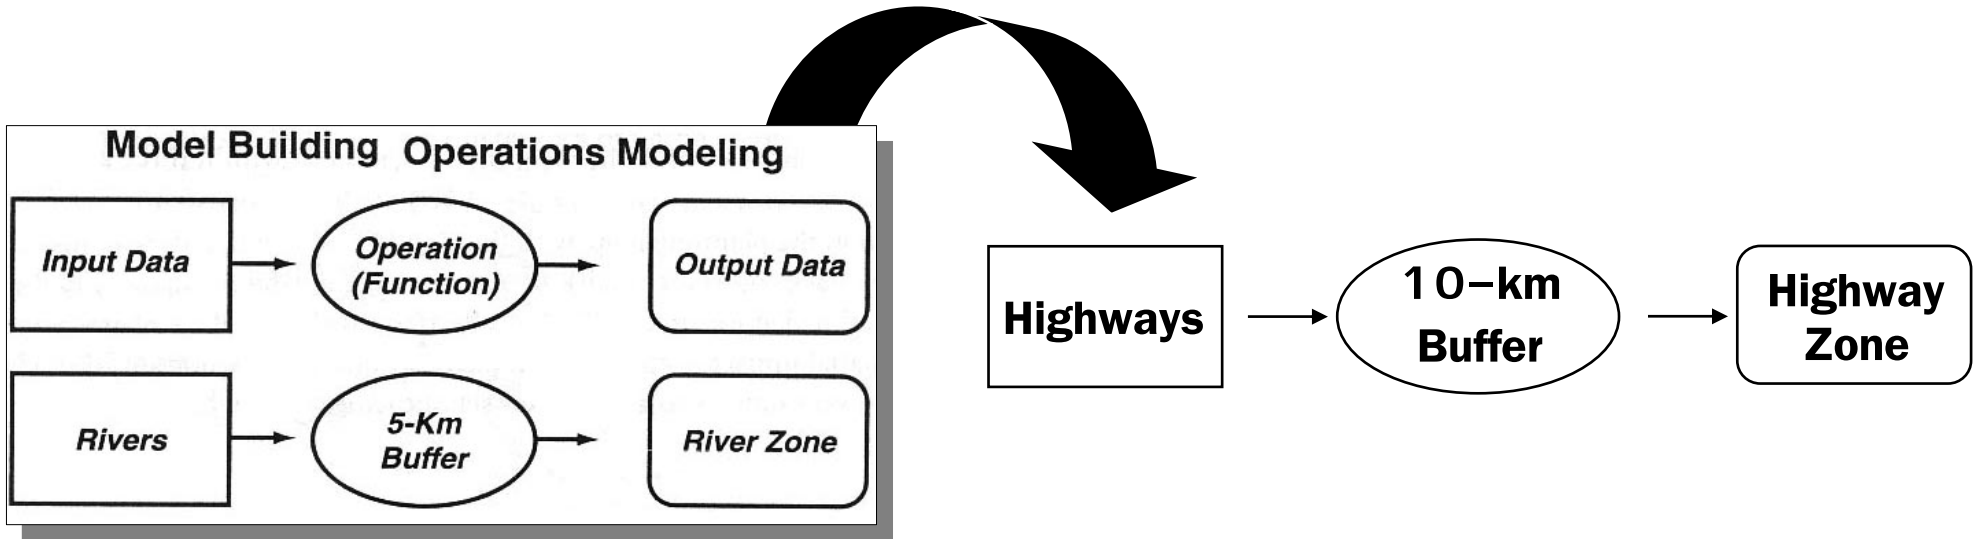 Model Building Operations Modeling
Input Data
Operation
(Function)
Output Data
Rivers
5-Km
Buffer
River Zone
Highways
10-km
Buffer
Highway
Zone